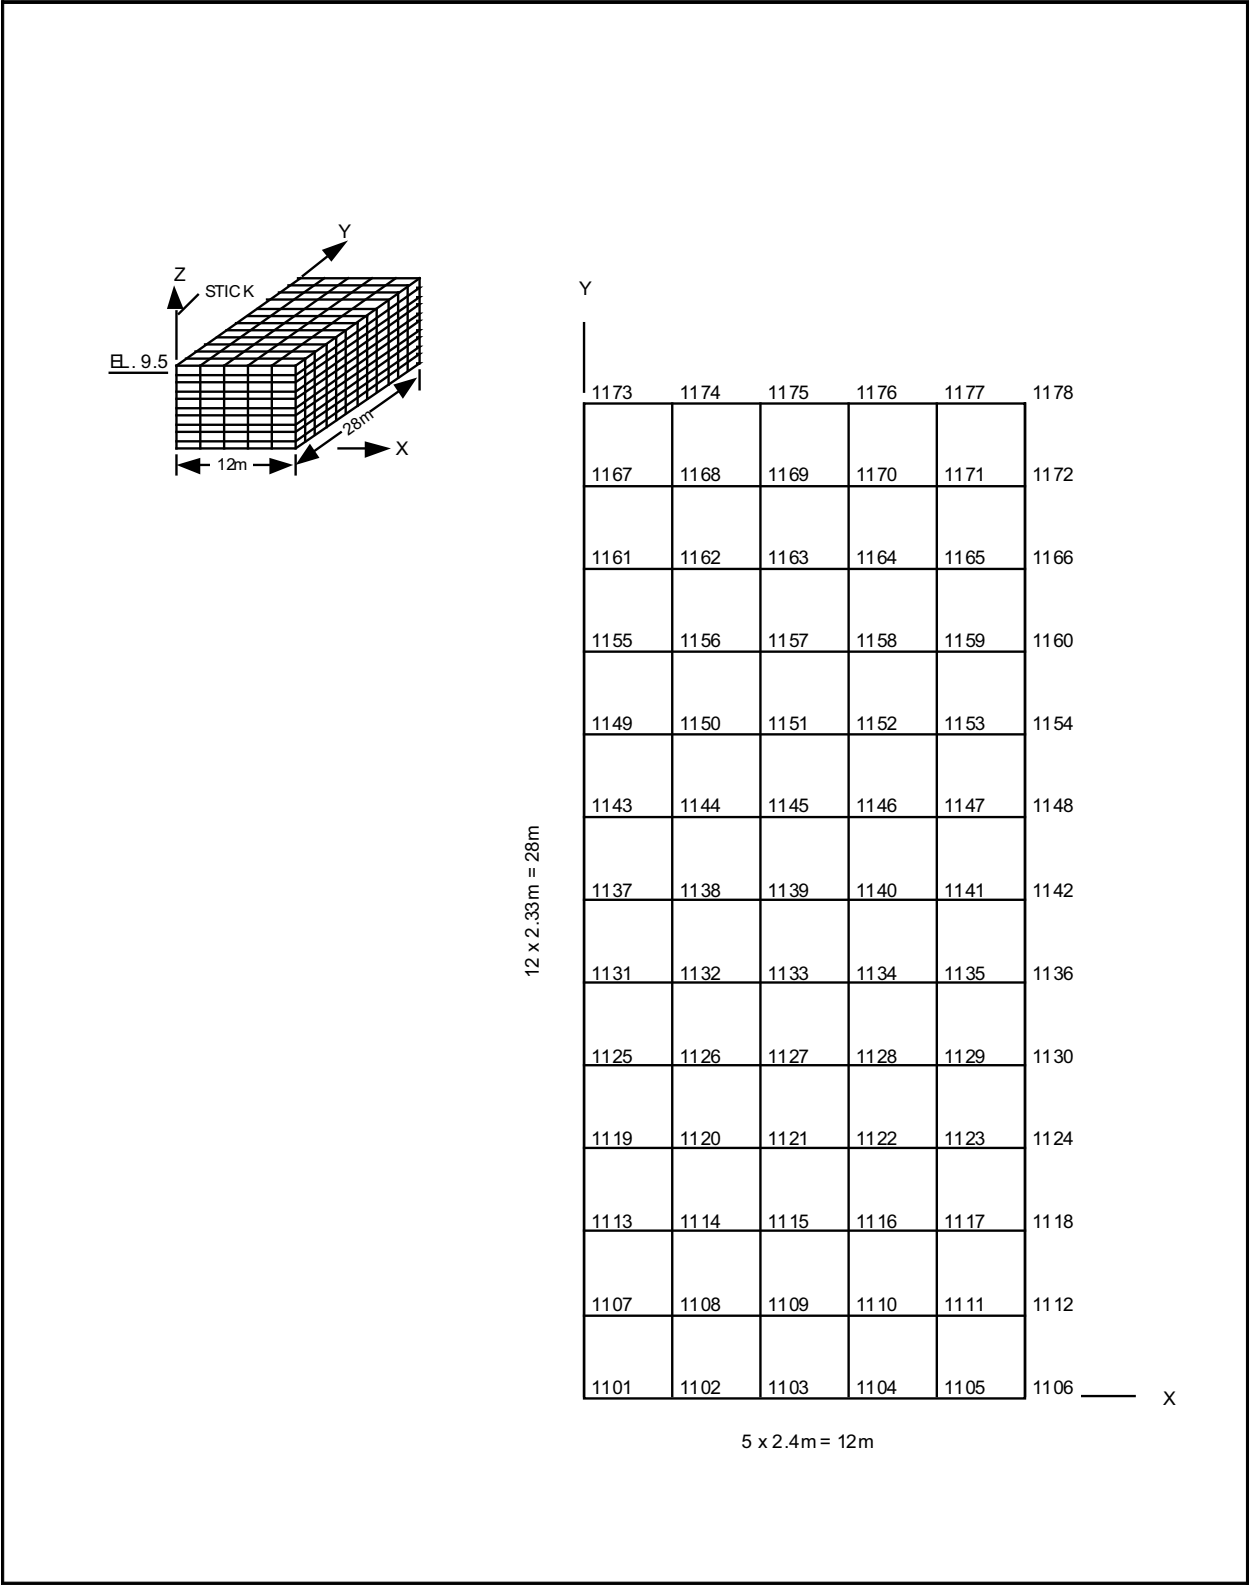 Y
Z
STICK
EL. 9.5
28m
X
12m
Y
1173 1174 1175 1176 1177 1178
1167 1168 1169 1170 1171 1172
1161 1162 1163 1164 1165 1166
1155 1156 1157 1158 1159 1160
1149 1150 1151 1152 1153 1154
1143 1144 1145 1146 1147 1148
1137 1138 1139 1140 1141 1142
1131 1132 1133 1134 1135 1136
1125 1126 1127 1128 1129 1130
1119 1120 1121 1122 1123 1124
1113 1114 1115 1116 1117 1118
1107 1108 1109 1110 1111 1112
1101 1102 1103 1104 1105 1106
X
12 x 2.33m = 28m
5 x 2.4m = 12m